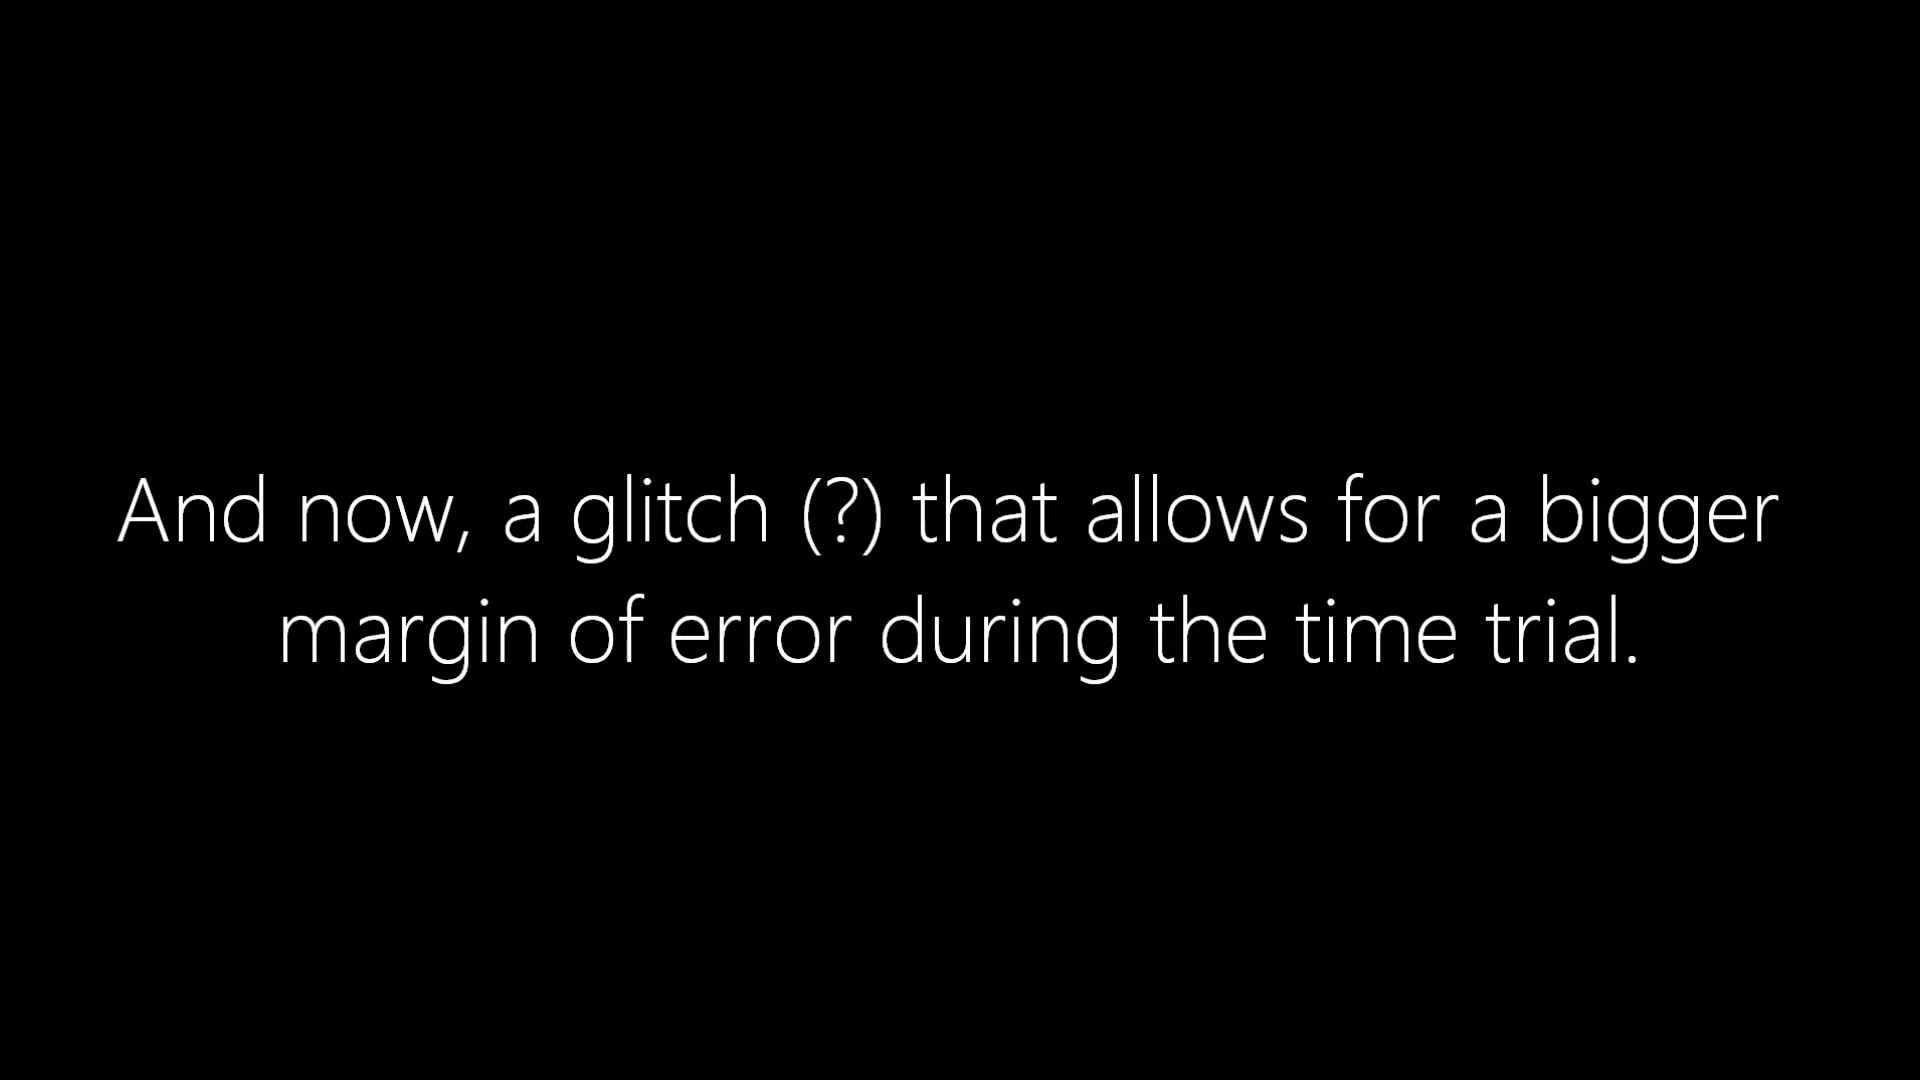 And now, a glitch (?) that allows for a bigger
margin of error during the time trial.